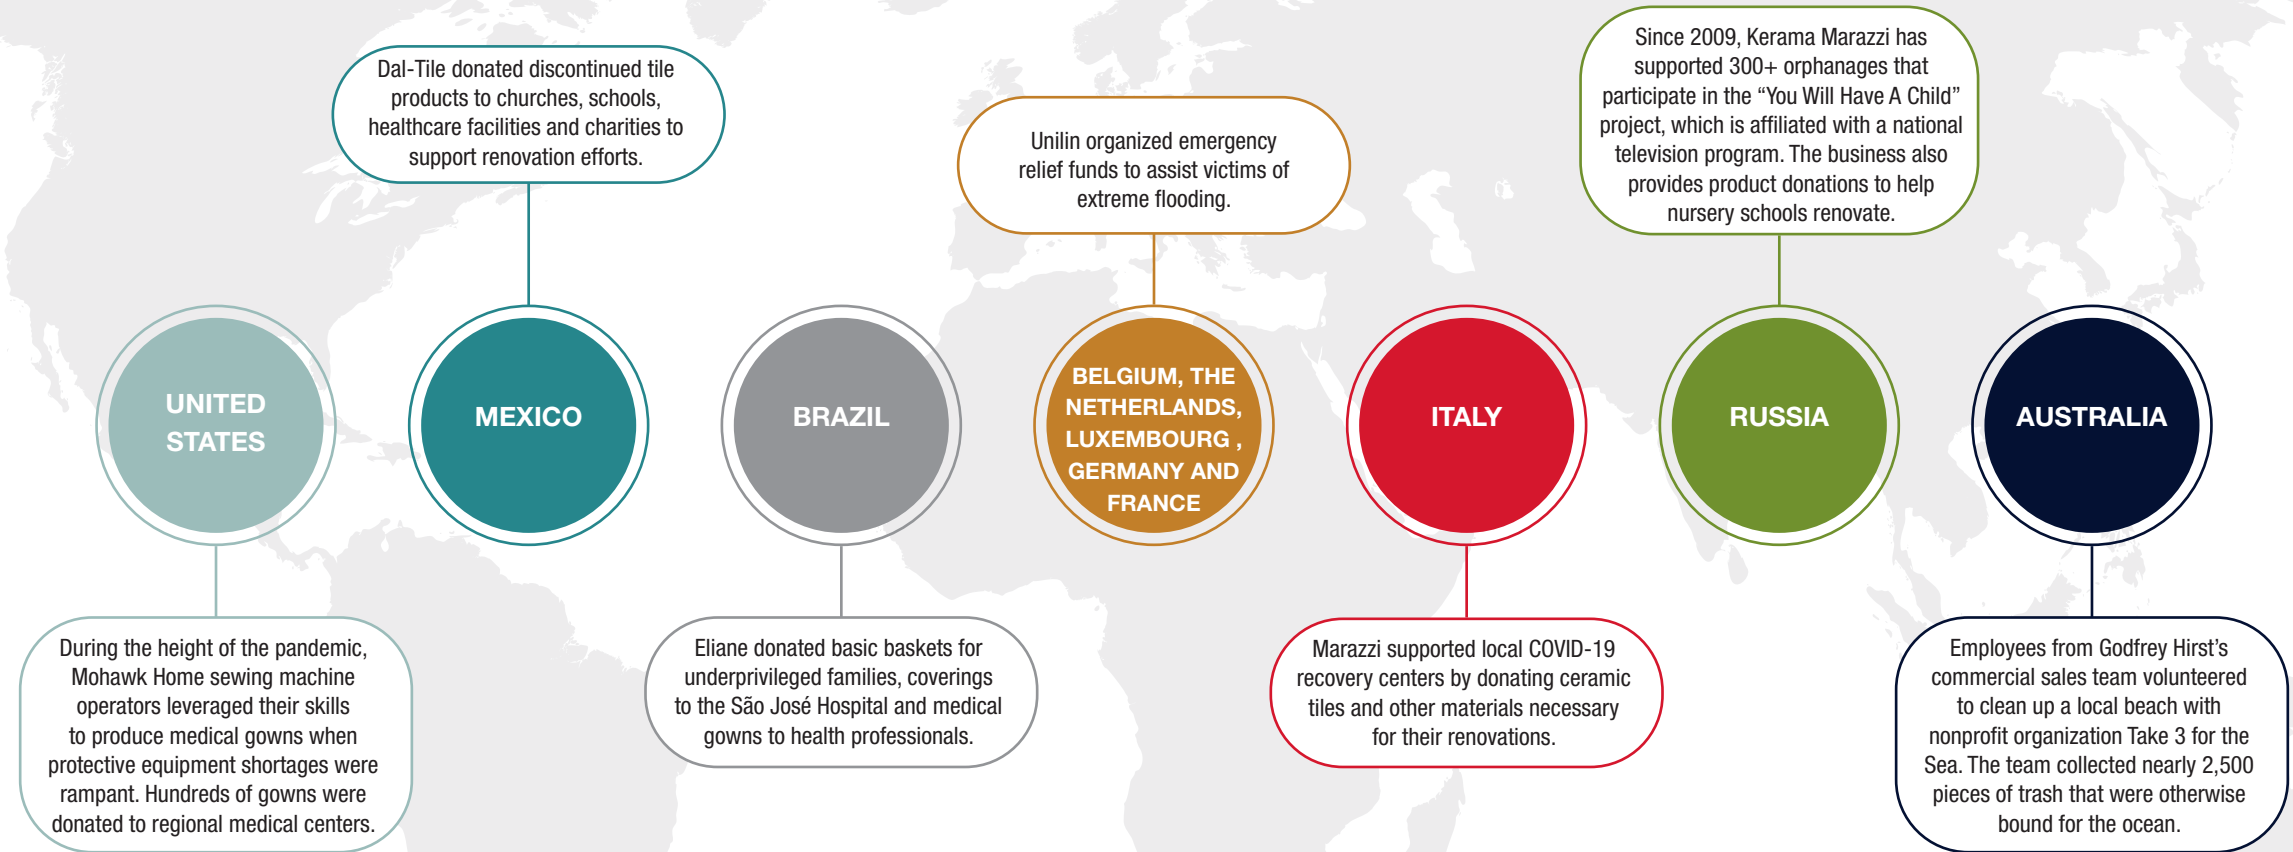 UNITED
STATES
During the height of the pandemic,
Mohawk Home sewing machine
operators leveraged their skills
to produce medical gowns when
protective equipment shortages were
rampant. Hundreds of gowns were
donated to regional medical centers.
Dal-Tile donated discontinued tile
products to churches, schools,
healthcare facilities and charities to
support renovation efforts.
MEXICO
BRAZIL
Eliane donated basic baskets for
underprivileged families, coverings
to the São José Hospital and medical
gowns to health professionals.
Unilin organized emergency
relief funds to assist victims of
extreme flooding.
BELGIUM, THE
NETHERLANDS,
LUXEMBOURG ,
GERMANY AND
FRANCE
ITALY
Marazzi supported local COVID-19
recovery centers by donating ceramic
tiles and other materials necessary
for their renovations.
Since 2009, Kerama Marazzi has
supported 300+ orphanages that
participate in the “You Will Have A Child”
project, which is affiliated with a national
television program. The business also
provides product donations to help
nursery schools renovate.
RUSSIA
AUSTRALIA
Employees from Godfrey Hirst’s
commercial sales team volunteered
to clean up a local beach with
nonprofit organization Take 3 for the
Sea. The team collected nearly 2,500
pieces of trash that were otherwise
bound for the ocean.